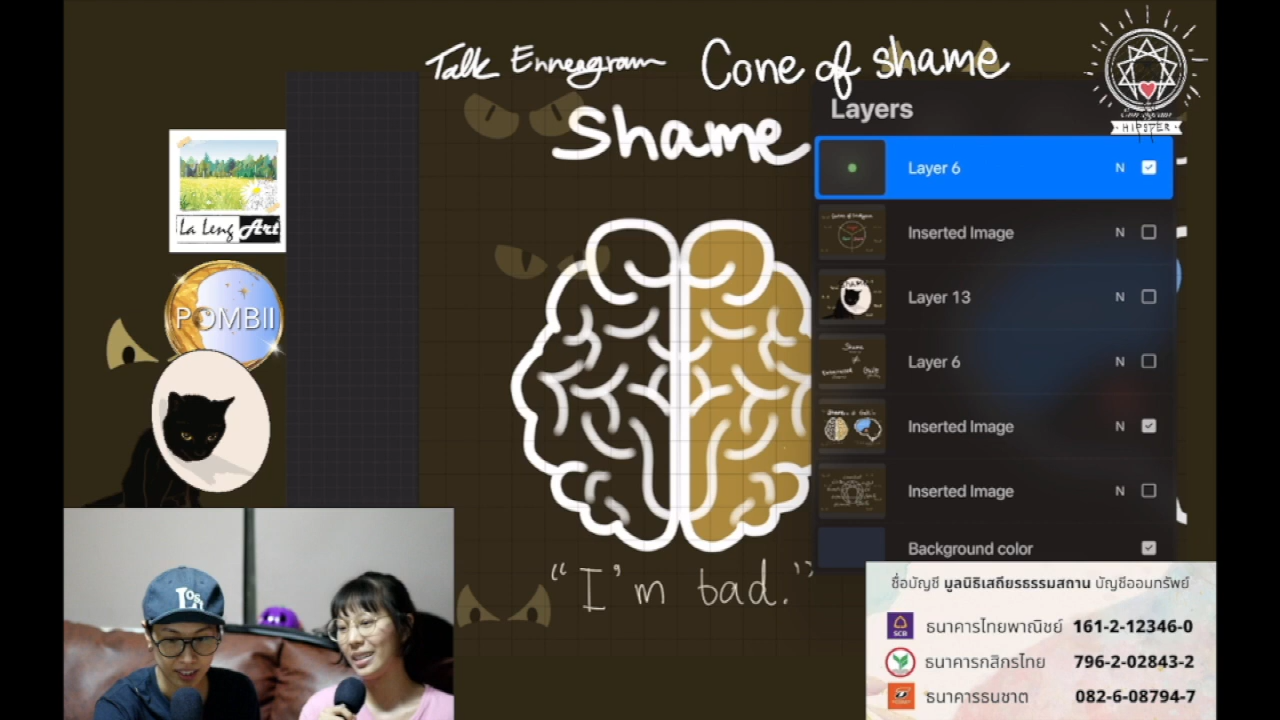 Talk Enneagram Cone of shame
Shame
HIPSTER
Layers
Layer 6 N
Inserted Image N
Layer 13 N
Layer 6 N
Inserted Image N
Inserted Image N
Background color
La Leng Art
POMBII
"I'm bad."
ชื่อบัญชี มูลนิธิเสถียรธรรมสถาน บัญชีออมทรัพย์
SCB ธนาคารไทยพาณิชย์ 161-2-12346-0
ธนาคารกสิกรไทย 796-2-02843-2
ธนาคารธนชาต 082-6-08794-7